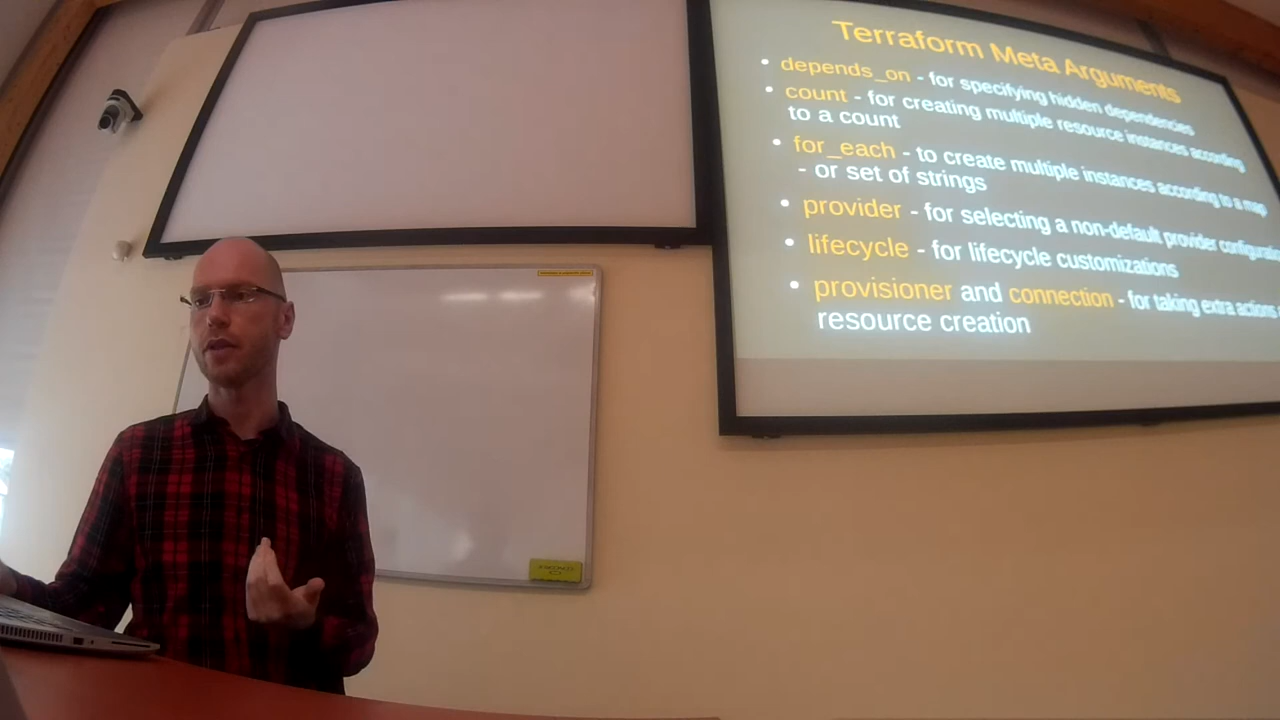 Terraform Meta Arguments
• depends_on - for specifying hidden dependencies
• count - for creating multiple resource instances according
to a count
• for_each - to create multiple instances according to a map
- or set of strings
• provider - for selecting a non-default provider
• lifecycle - for lifecycle customizations
• provisioner and connection - for taking extra actions
resource creation